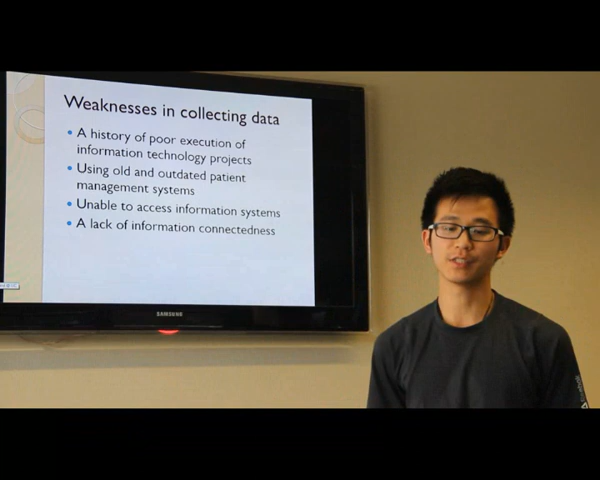 Weaknesses in collecting data
• A history of poor execution of
information technology projects
• Using old and outdated patient
management systems
• Unable to access information systems
• A lack of information connectedness
SAMSUNG